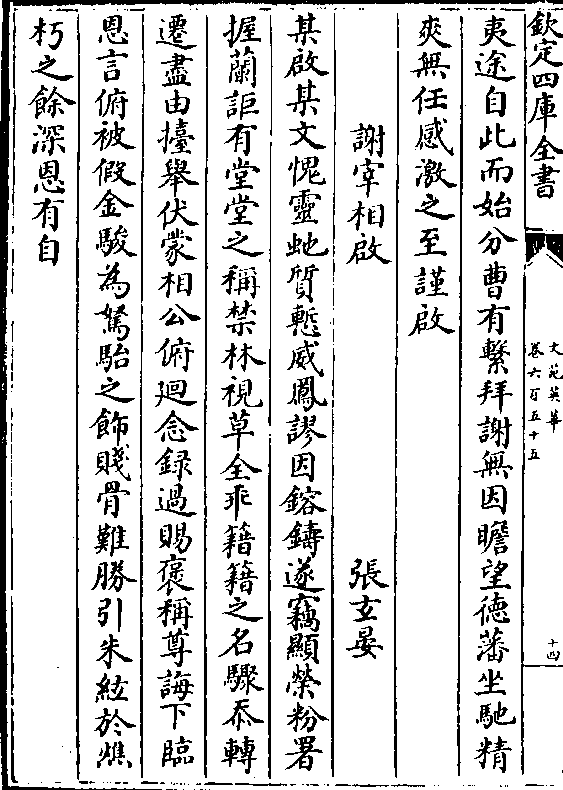 欽定四庫全書
文苑英華
卷六百五十五
十四
夷途自此而始分曹有繫拜謝無因瞻望德藩坐馳精
爽無任感激之至謹啟
謝宰相啟
張玄晏
某啟某文愧靈虵質慙威鳳謬因鎔鑄遂竊顯榮粉署
握蘭詎有堂堂之稱禁林視草全乖籍籍之名驟忝轉
遷盡由擡舉伏蒙相公俯迴念録過賜褒稱尊誨下臨
恩言俯被假金駿為駑駘之飾賤骨難勝引朱絃於燋
朽之餘深恩有自